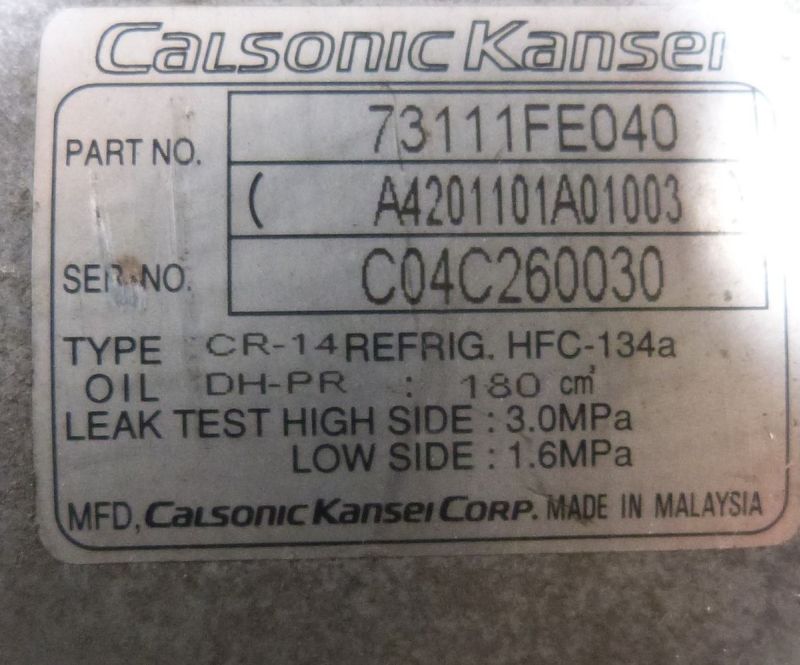 Calsonic Kansei
PART NO. 73111FE040
( A4201101A01003 )
SER. NO. C04C260030
TYPE CR-14 REFRIG. HFC-134a
OIL DH-PR : 180 cm³
LEAK TEST HIGH SIDE : 3.0MPa
LOW SIDE : 1.6MPa
MFD, Calsonic Kansei Corp. MADE IN MALAYSIA